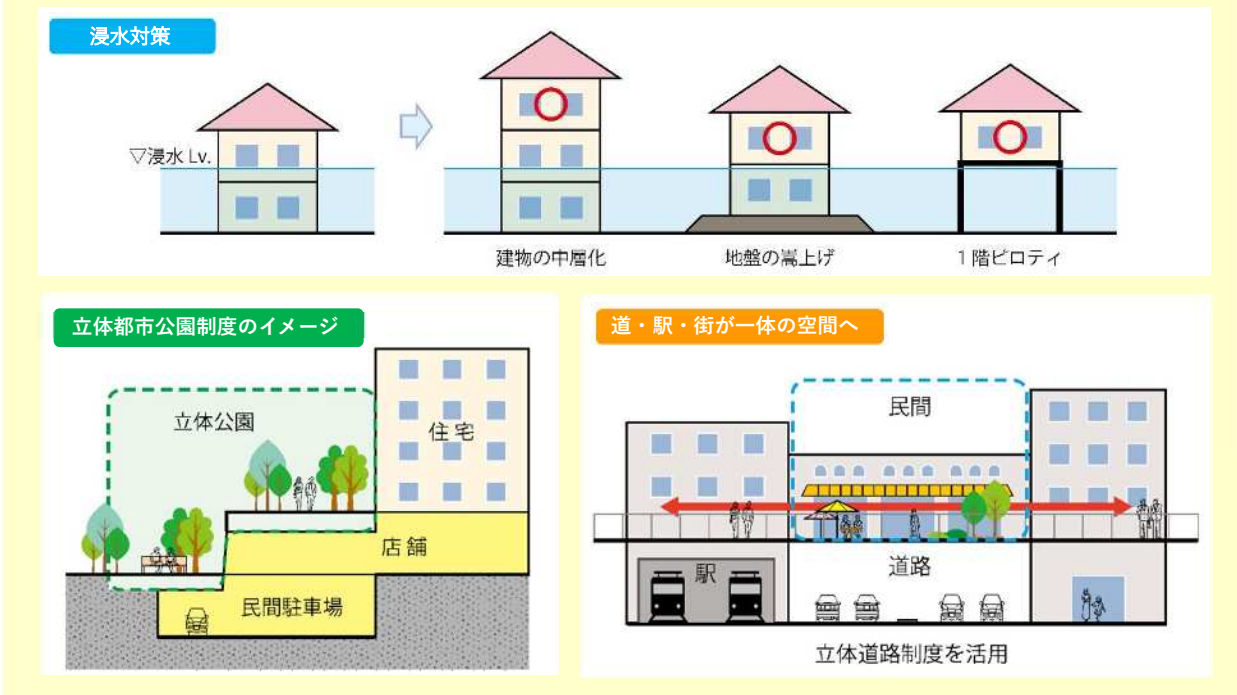 浸水対策
▽浸水 Lv.
建物の中層化
地盤の嵩上げ
1階ピロティ
立体都市公園制度のイメージ
立体公園
住宅
店舗
民間駐車場
道・駅・街が一体の空間へ
民間
駅
道路
立体道路制度を活用